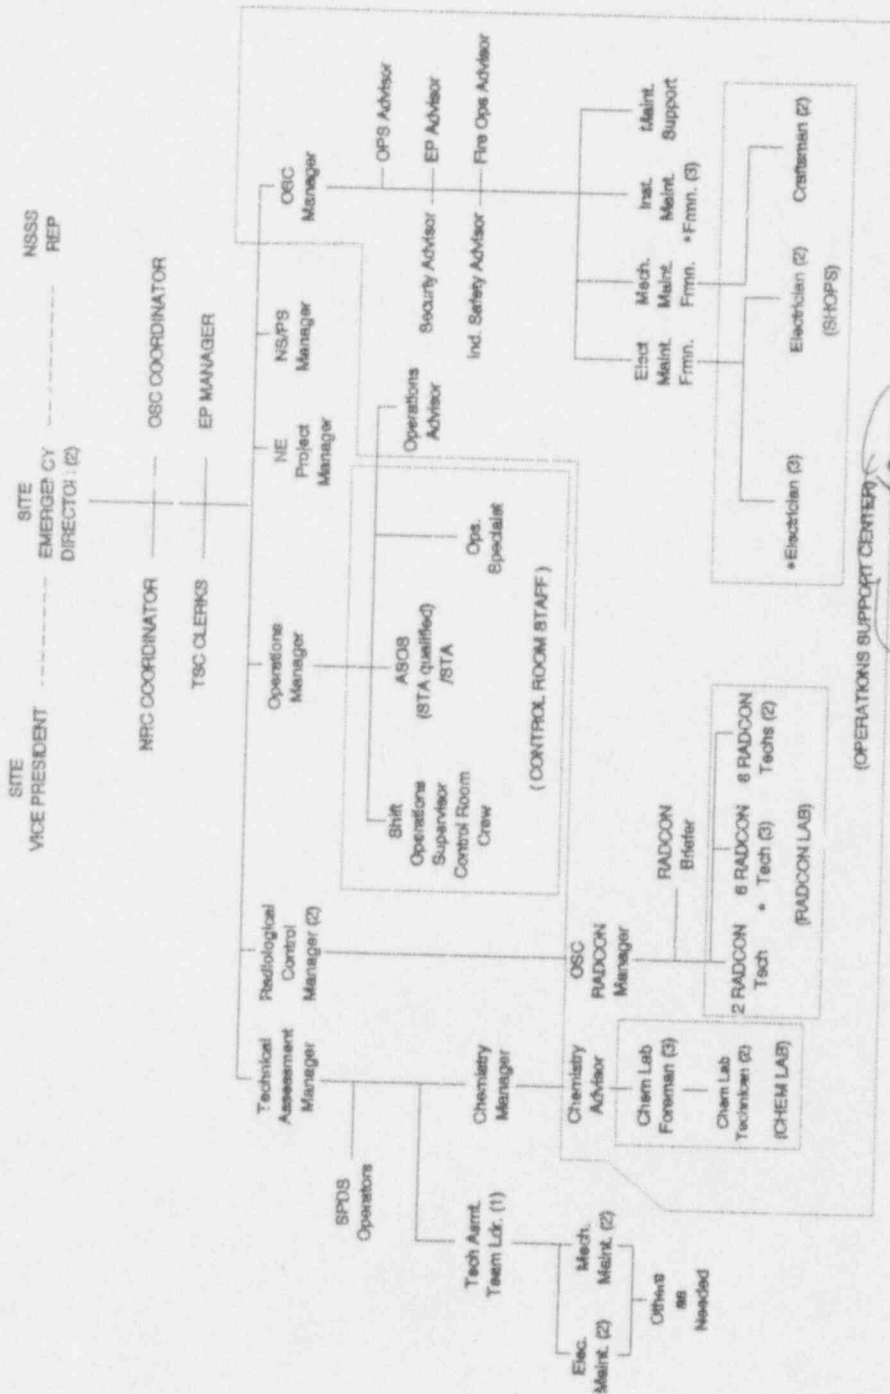 SITE
VICE PRESIDENT
SITE
EMERGENCY
DIRECTOR (2)
NSSS
REP
NRC COORDINATOR
OSC COORDINATOR
TSC CLERKS
EP MANAGER
Technical
Assessment
Manager
Radiological
Control
Manager (2)
Operations
Manager
NE
Project
Manager
NS/PS
Manager
OSC
Manager
SPDS
Operators
Tech Asmt.
Team Ldr. (1)
Chemistry
Manager
Elec.
Maint. (2)
Mech.
Maint. (2)
Others
as
Needed
Shift
Operations
Supervisor
Control Room
Crew
ASOS
(STA qualified)
/STA
Ops.
Specialist
Operations
Advisor
(CONTROL ROOM STAFF)
OPS Advisor
Security Advisor
EP Advisor
Ind. Safety Advisor
Fire Ops Advisor
Elect
Maint.
Frmn.
Mech.
Maint.
Frmn.
Inst.
Maint.
*Frmn. (3)
Maint.
Support
*Electrician (3)
Electrician (2)
Craftsman (2)
(SHOPS)
Chemistry
Advisor
Chem Lab
Foreman (3)
Chem Lab
Technican (2)
(CHEM LAB)
OSC
RADCON
Manager
RADCON
Briefer
2 RADCON
Tech
6 RADCON
* Tech (3)
6 RADCON
Techs (2)
(RADCON LAB)
(OPERATIONS SUPPORT CENTER)